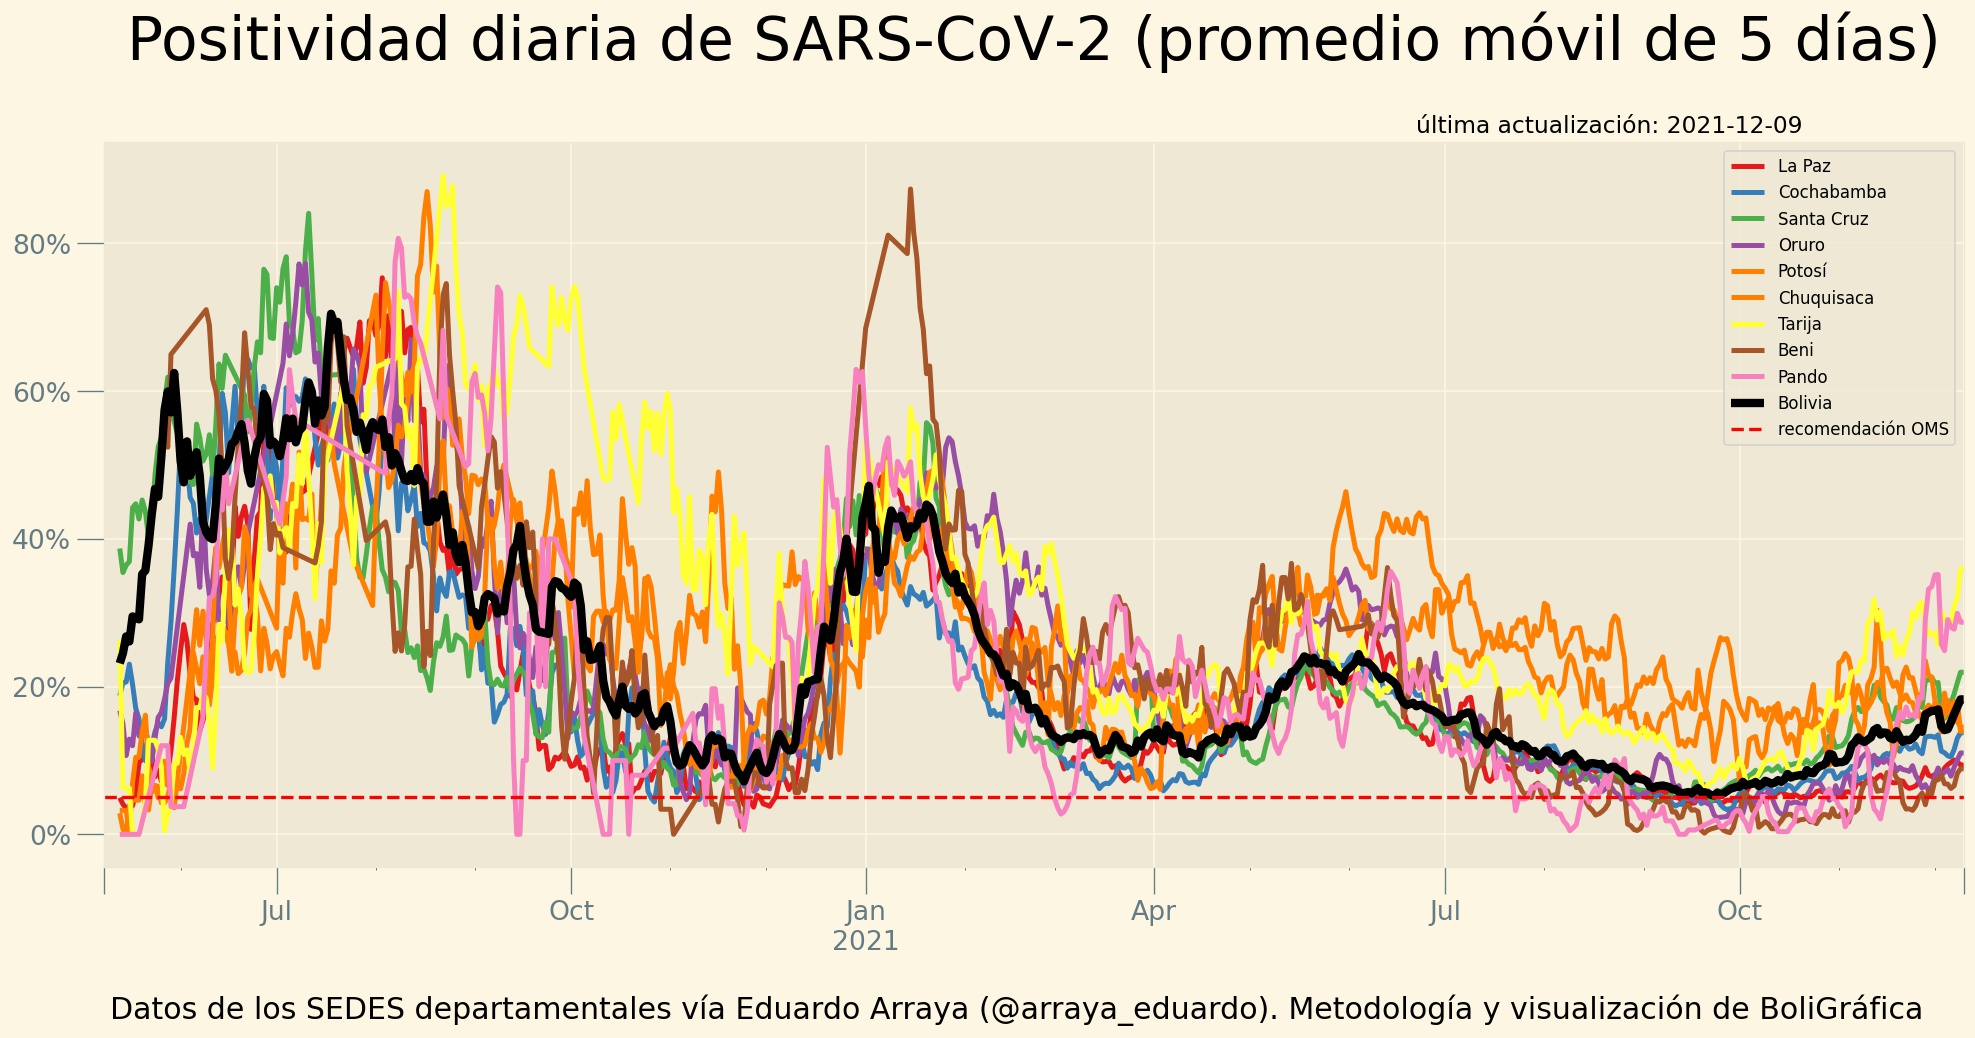 Positividad diaria de SARS-CoV-2 (promedio móvil de 5 días)
última actualización: 2021-12-09
La Paz
Cochabamba
Santa Cruz
Oruro
Potosí
Chuquisaca
Tarija
Beni
Pando
Bolivia
recomendación OMS
80%
60%
40%
20%
0%
Jul
Oct
Jan
2021
Apr
Jul
Oct
Datos de los SEDES departamentales vía Eduardo Arraya (@arraya_eduardo). Metodología y visualización de BoliGráfica